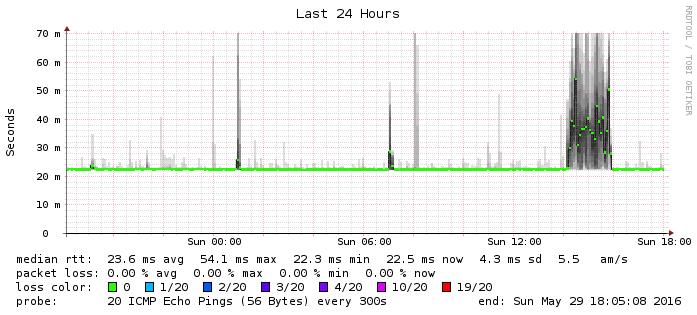 Last 24 Hours
RRDTOOL / TOBI OETIKER
Seconds
70 m
60 m
50 m
40 m
30 m
20 m
10 m
0
Sun 00:00 Sun 06:00 Sun 12:00 Sun 18:00
median rtt: 23.6 ms avg 54.1 ms max 22.3 ms min 22.5 ms now 4.3 ms sd 5.5 am/s
packet loss: 0.00 % avg 0.00 % max 0.00 % min 0.00 % now
loss color: 0 1/20 2/20 3/20 4/20 10/20 19/20
probe: 20 ICMP Echo Pings (56 Bytes) every 300s end: Sun May 29 18:05:08 2016